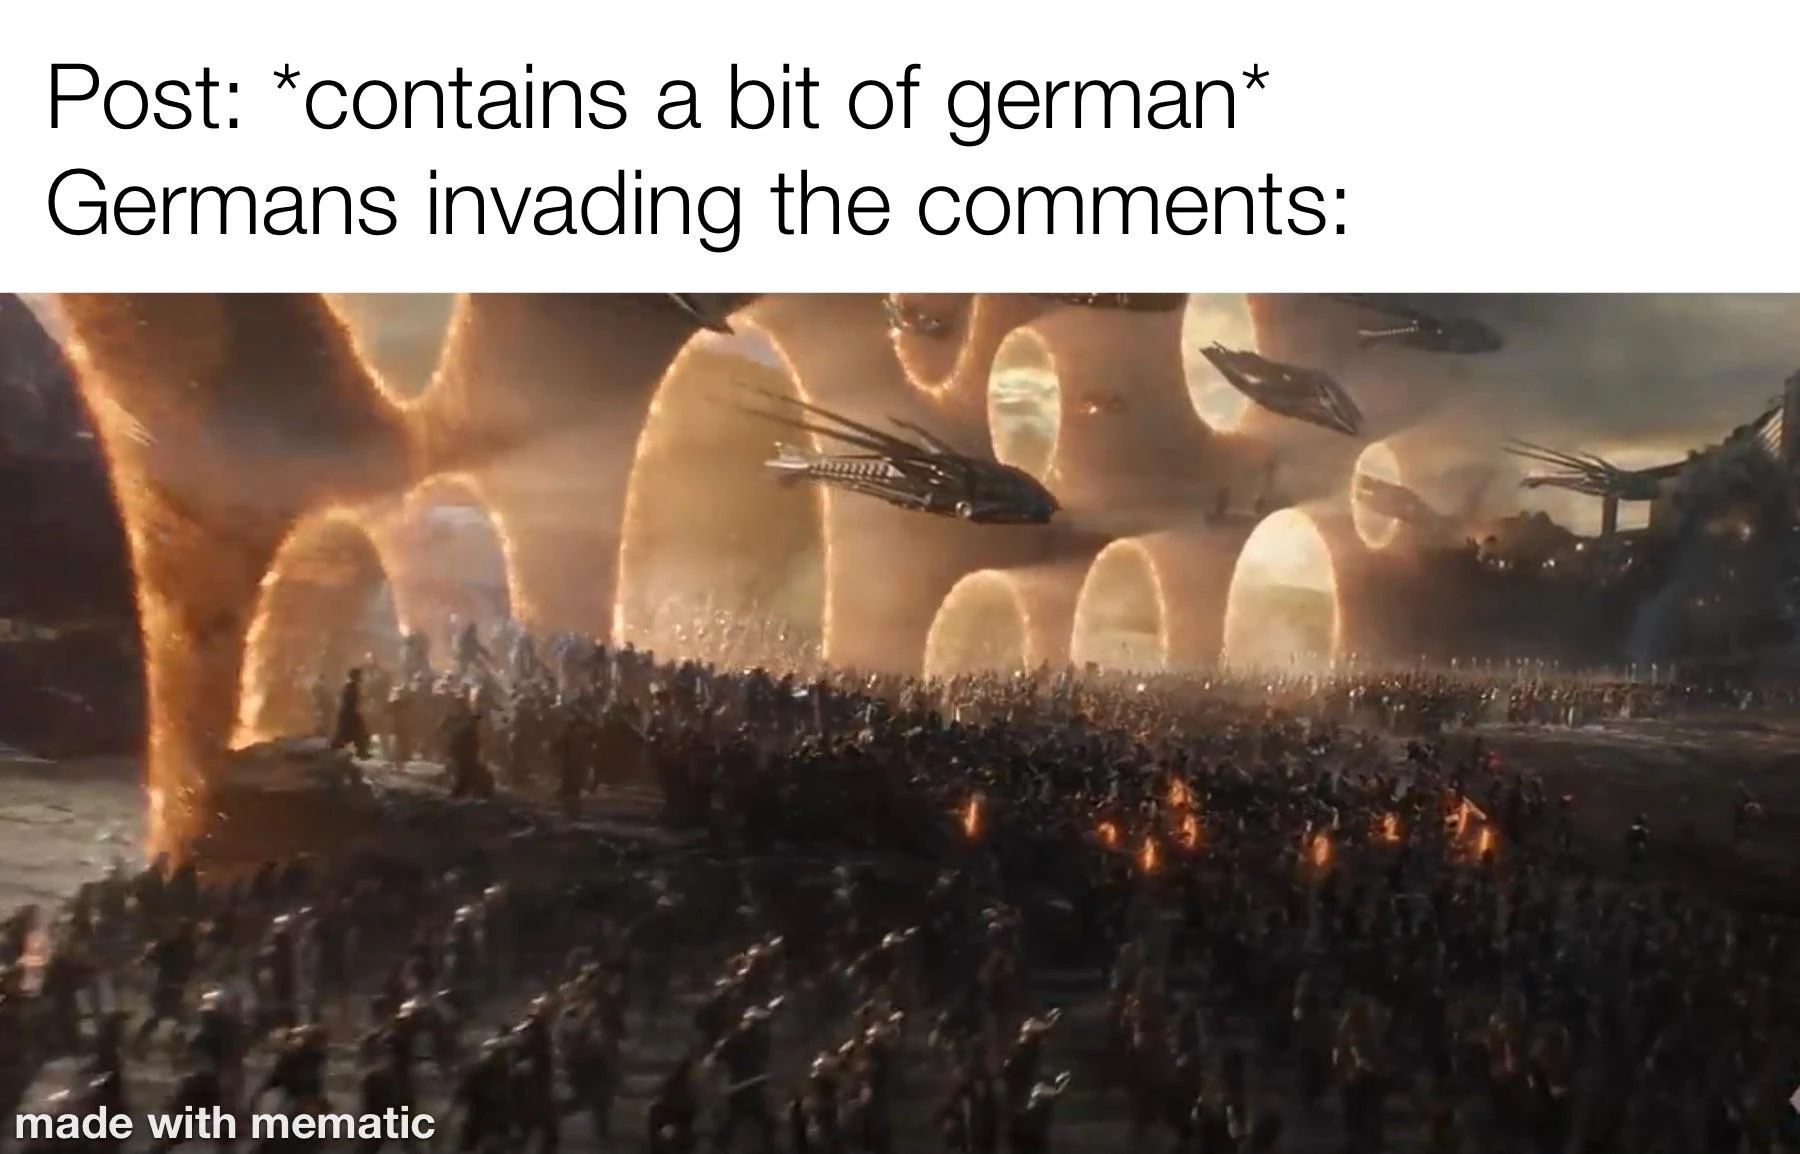 Post: *contains a bit of german*
Germans invading the comments:
made with mematic